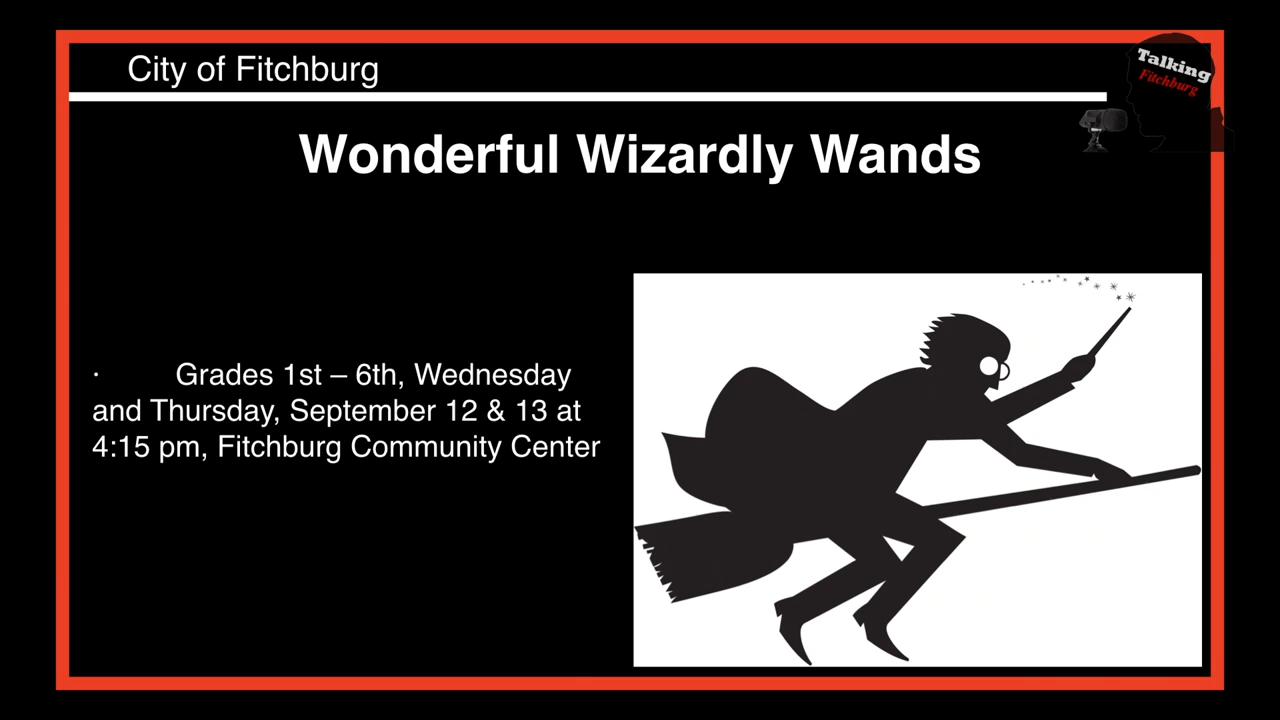 City of Fitchburg
Talking
Fitchburg
Wonderful Wizardly Wands
· Grades 1st – 6th, Wednesday
and Thursday, September 12 & 13 at
4:15 pm, Fitchburg Community Center